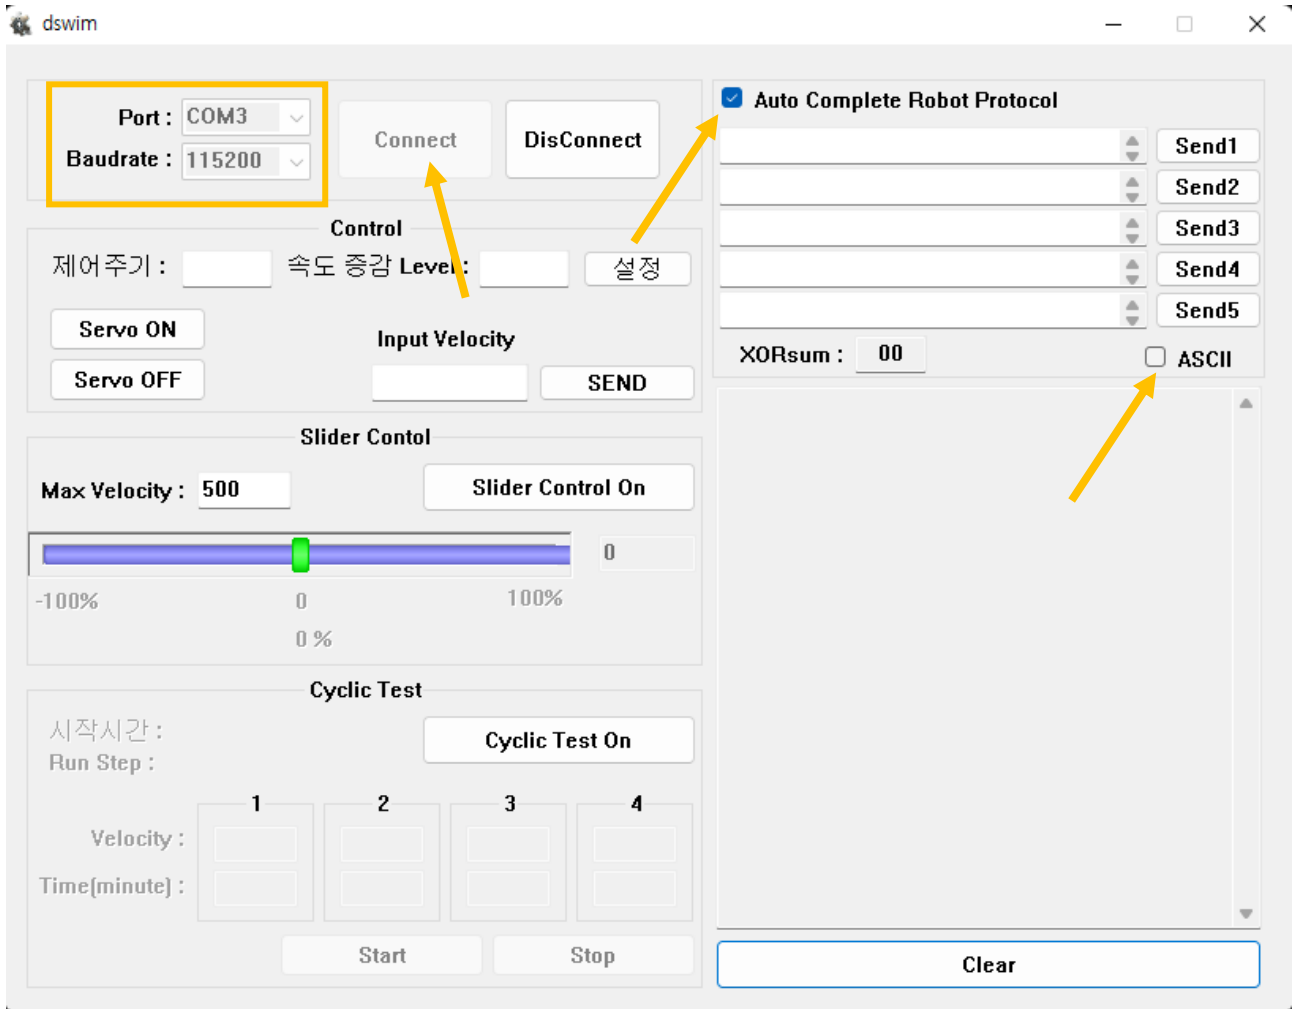 dswim
Port :
COM3
Baudrate :
115200
Connect
DisConnect
Control
제어주기 :
속도 증감 Level :
설정
Servo ON
Servo OFF
Input Velocity
SEND
Slider Contol
Max Velocity :
500
Slider Control On
0
-100%
0
100%
0 %
Cyclic Test
시작시간 :
Run Step :
Cyclic Test On
1
2
3
4
Velocity :
Time(minute) :
Start
Stop
Auto Complete Robot Protocol
Send1
Send2
Send3
Send4
Send5
XORsum :
00
ASCII
Clear